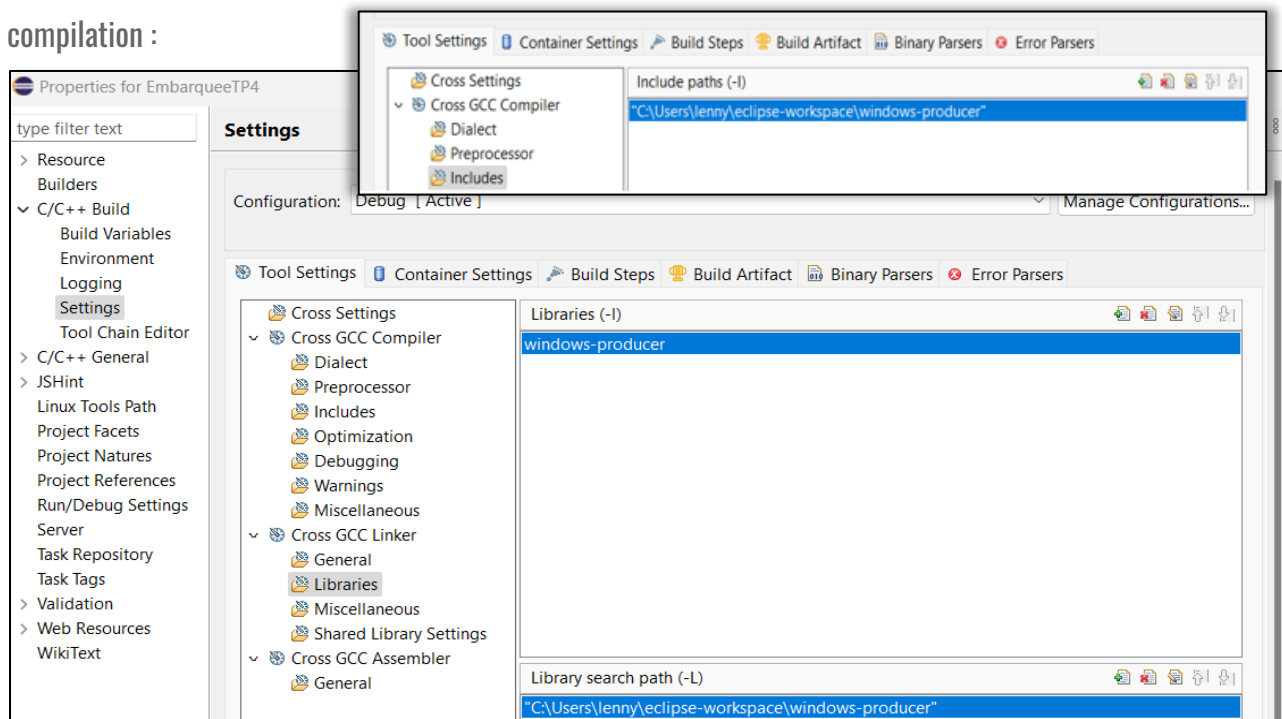 compilation :
Tool Settings Container Settings Build Steps Build Artifact Binary Parsers Error Parsers
Cross Settings
Cross GCC Compiler
Dialect
Preprocessor
Includes
Include paths (-I)
"C:\Users\lenny\eclipse-workspace\windows-producer"
Properties for EmbarqueeTP4
type filter text
Resource
Builders
C/C++ Build
Build Variables
Environment
Logging
Settings
Tool Chain Editor
C/C++ General
JSHint
Linux Tools Path
Project Facets
Project Natures
Project References
Run/Debug Settings
Server
Task Repository
Task Tags
Validation
Web Resources
WikiText
Settings
Configuration: Debug [ Active ] Manage Configurations...
Tool Settings Container Settings Build Steps Build Artifact Binary Parsers Error Parsers
Cross Settings
Cross GCC Compiler
Dialect
Preprocessor
Includes
Optimization
Debugging
Warnings
Miscellaneous
Cross GCC Linker
General
Libraries
Miscellaneous
Shared Library Settings
Cross GCC Assembler
General
Libraries (-l)
windows-producer
Library search path (-L)
"C:\Users\lenny\eclipse-workspace\windows-producer"